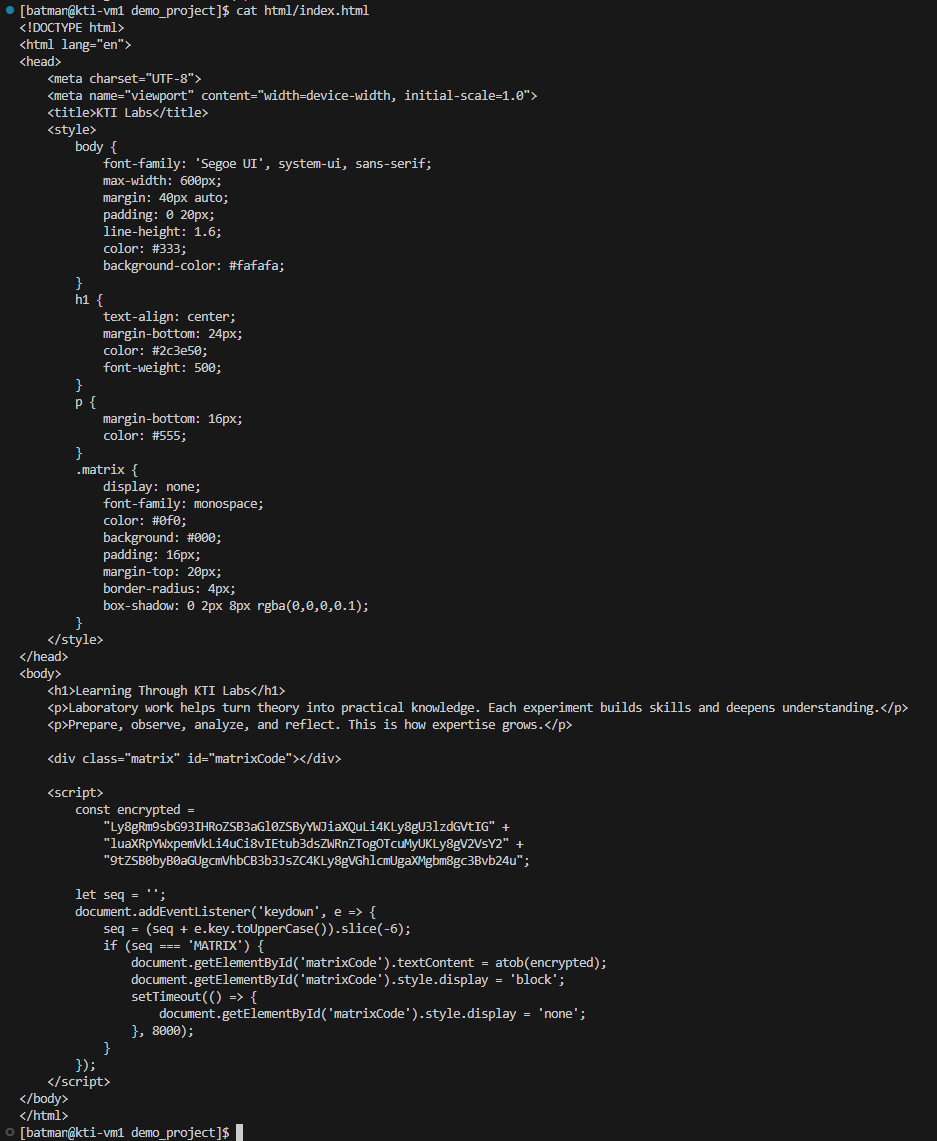 [batman@kti-vm1 demo_project]$ cat html/index.html
<!DOCTYPE html>
<html lang="en">
<head>
    <meta charset="UTF-8">
    <meta name="viewport" content="width=device-width, initial-scale=1.0">
    <title>KTI Labs</title>
    <style>
        body {
            font-family: 'Segoe UI', system-ui, sans-serif;
            max-width: 600px;
            margin: 40px auto;
            padding: 0 20px;
            line-height: 1.6;
            color: #333;
            background-color: #fafafa;
        }
        h1 {
            text-align: center;
            margin-bottom: 24px;
            color: #2c3e50;
            font-weight: 500;
        }
        p {
            margin-bottom: 16px;
            color: #555;
        }
        .matrix {
            display: none;
            font-family: monospace;
            color: #0f0;
            background: #000;
            padding: 16px;
            margin-top: 20px;
            border-radius: 4px;
            box-shadow: 0 2px 8px rgba(0,0,0,0.1);
        }
    </style>
</head>
<body>
    <h1>Learning Through KTI Labs</h1>
    <p>Laboratory work helps turn theory into practical knowledge. Each experiment builds skills and deepens understanding.</p>
    <p>Prepare, observe, analyze, and reflect. This is how expertise grows.</p>

    <div class="matrix" id="matrixCode"></div>

    <script>
        const encrypted =
            "Ly8gRm9sbG93IHRoZSB3aGl0ZSByYWJiaXQuLi4KLy8gU3lzdGVtIG" +
            "luaXRpYWxpemVkLi4uCi8vIEtub3dsZWRnZTogOTcuMyUKLy8gV2VsY2" +
            "9tZSB0byB0aGUgcmVhbCB3b3JsZC4KLy8gVGhlcmUgaXMgbm8gc3Bvb24u";

        let seq = '';
        document.addEventListener('keydown', e => {
            seq = (seq + e.key.toUpperCase()).slice(-6);
            if (seq === 'MATRIX') {
                document.getElementById('matrixCode').textContent = atob(encrypted);
                document.getElementById('matrixCode').style.display = 'block';
                setTimeout(() => {
                    document.getElementById('matrixCode').style.display = 'none';
                }, 8000);
            }
        });
    </script>
</body>
</html>
[batman@kti-vm1 demo_project]$